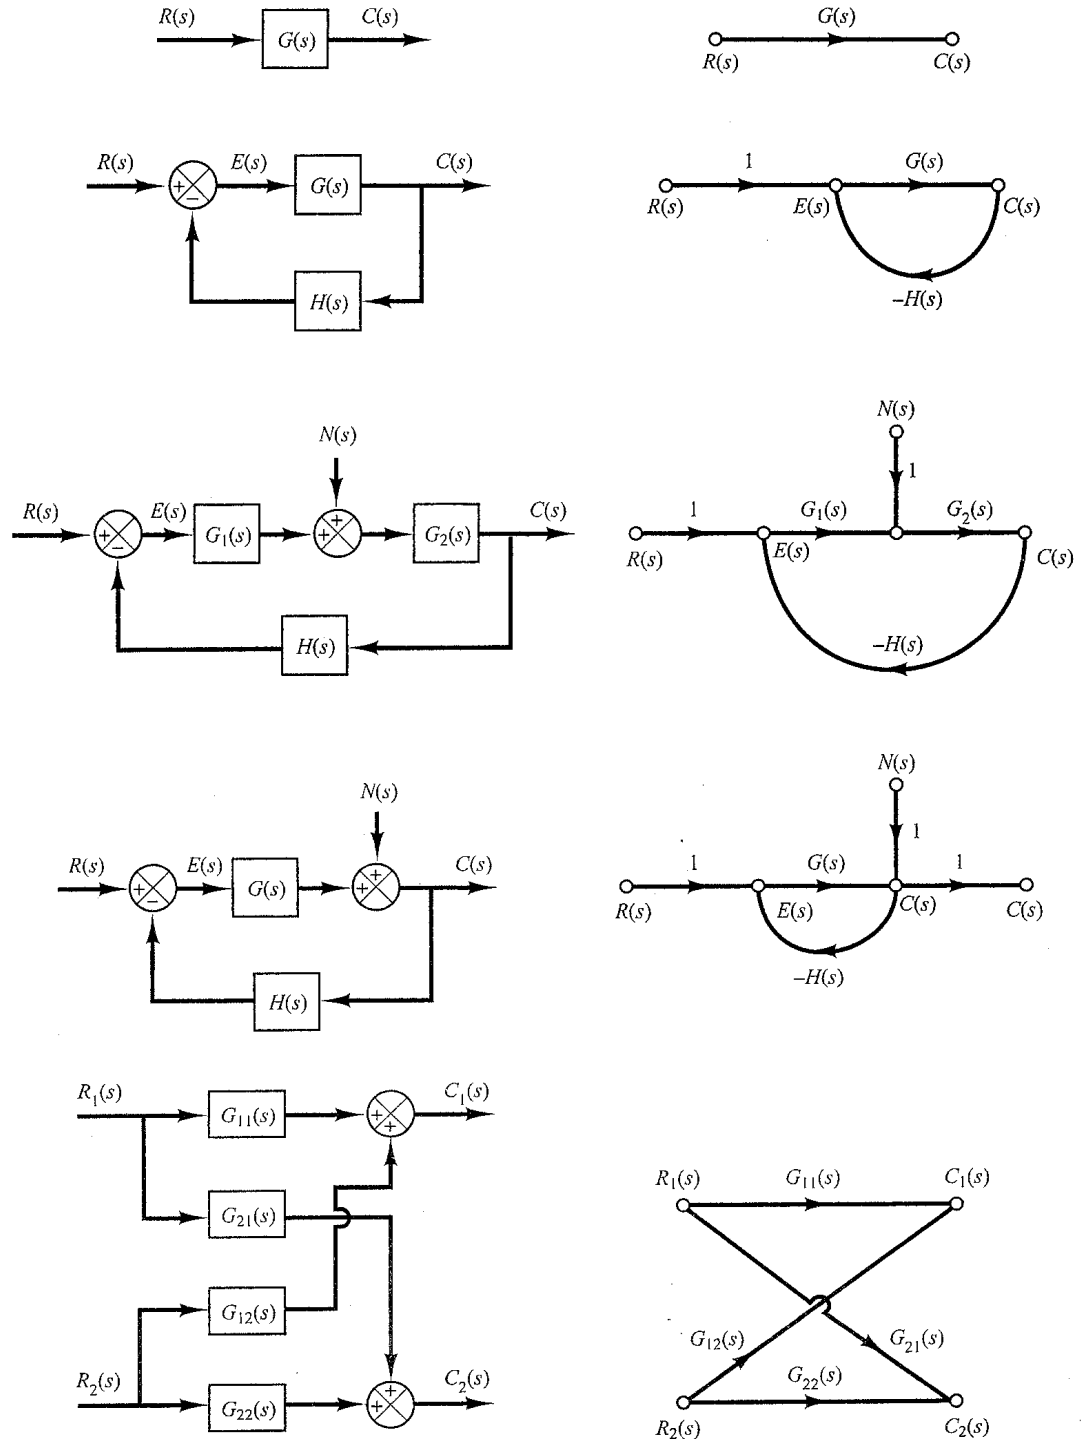 R(s) G(s) C(s)
G(s)
R(s) C(s)
R(s) + − E(s) G(s) C(s)
H(s)
1 G(s)
R(s) E(s) C(s)
−H(s)
N(s)
R(s) + − E(s) G₁(s) + + G₂(s) C(s)
H(s)
N(s)
1
1 G₁(s) G₂(s)
R(s) E(s) C(s)
−H(s)
N(s)
R(s) + − E(s) G(s) + + C(s)
H(s)
N(s)
1
1 G(s) 1
R(s) E(s) C(s) C(s)
−H(s)
R₁(s) G₁₁(s) + + C₁(s)
G₂₁(s)
G₁₂(s)
R₂(s) G₂₂(s) + + C₂(s)
R₁(s) G₁₁(s) C₁(s)
G₁₂(s) G₂₁(s)
G₂₂(s)
R₂(s) C₂(s)